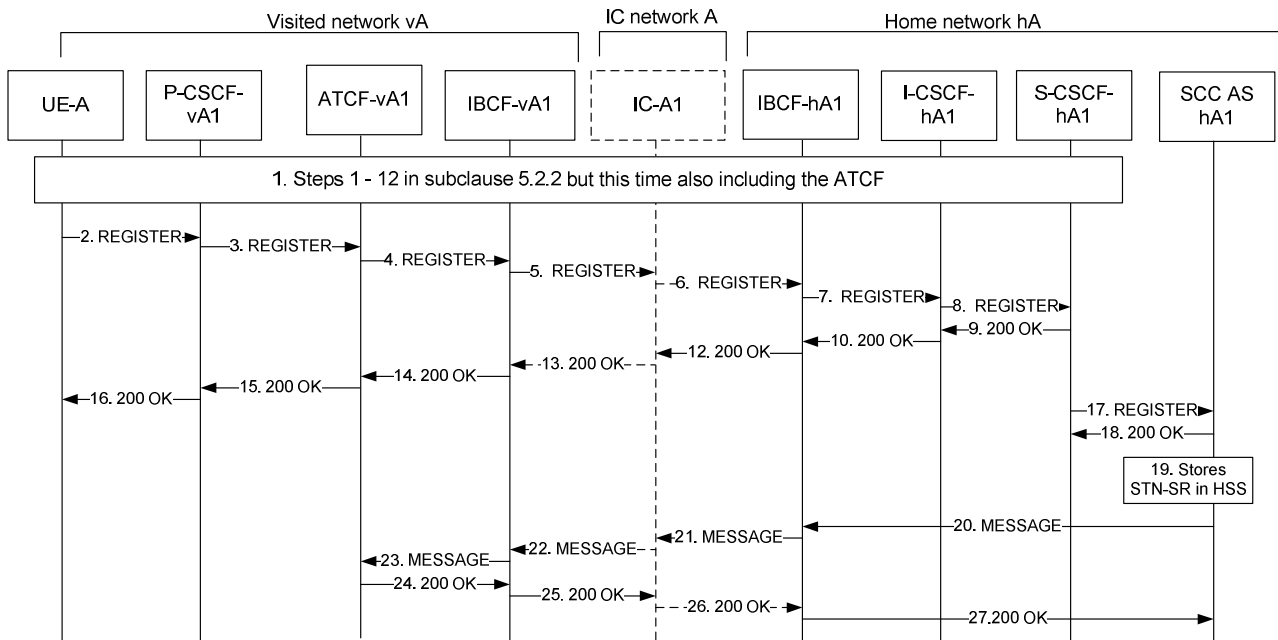 Visited network vA
IC network A
Home network hA
UE-A
P-CSCF-
vA1
ATCF-vA1
IBCF-vA1
IC-A1
IBCF-hA1
I-CSCF-
hA1
S-CSCF-
hA1
SCC AS
hA1
1. Steps 1 - 12 in subclause 5.2.2 but this time also including the ATCF
2. REGISTER
3. REGISTER
4. REGISTER
5. REGISTER
6. REGISTER
7. REGISTER
8. REGISTER
9. 200 OK
10. 200 OK
12. 200 OK
13. 200 OK
14. 200 OK
15. 200 OK
16. 200 OK
17. REGISTER
18. 200 OK
19. Stores
STN-SR in HSS
20. MESSAGE
21. MESSAGE
22. MESSAGE
23. MESSAGE
24. 200 OK
25. 200 OK
26. 200 OK
27.200 OK